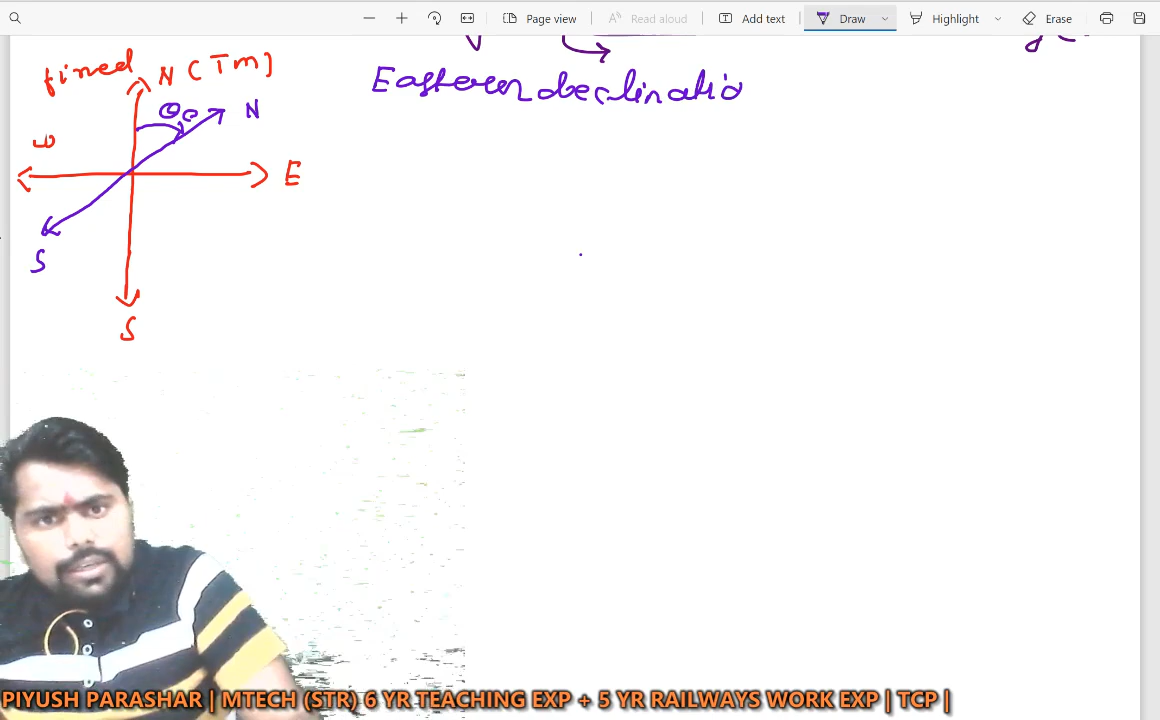 Page view
Read aloud
Add text
Draw
Highlight
Erase
fixed N (Tm)
Eastern declinatio
θe N
W
E
S
S
PIYUSH PARASHAR | MTECH (STR) 6 YR TEACHING EXP + 5 YR RAILWAYS WORK EXP | TCP |